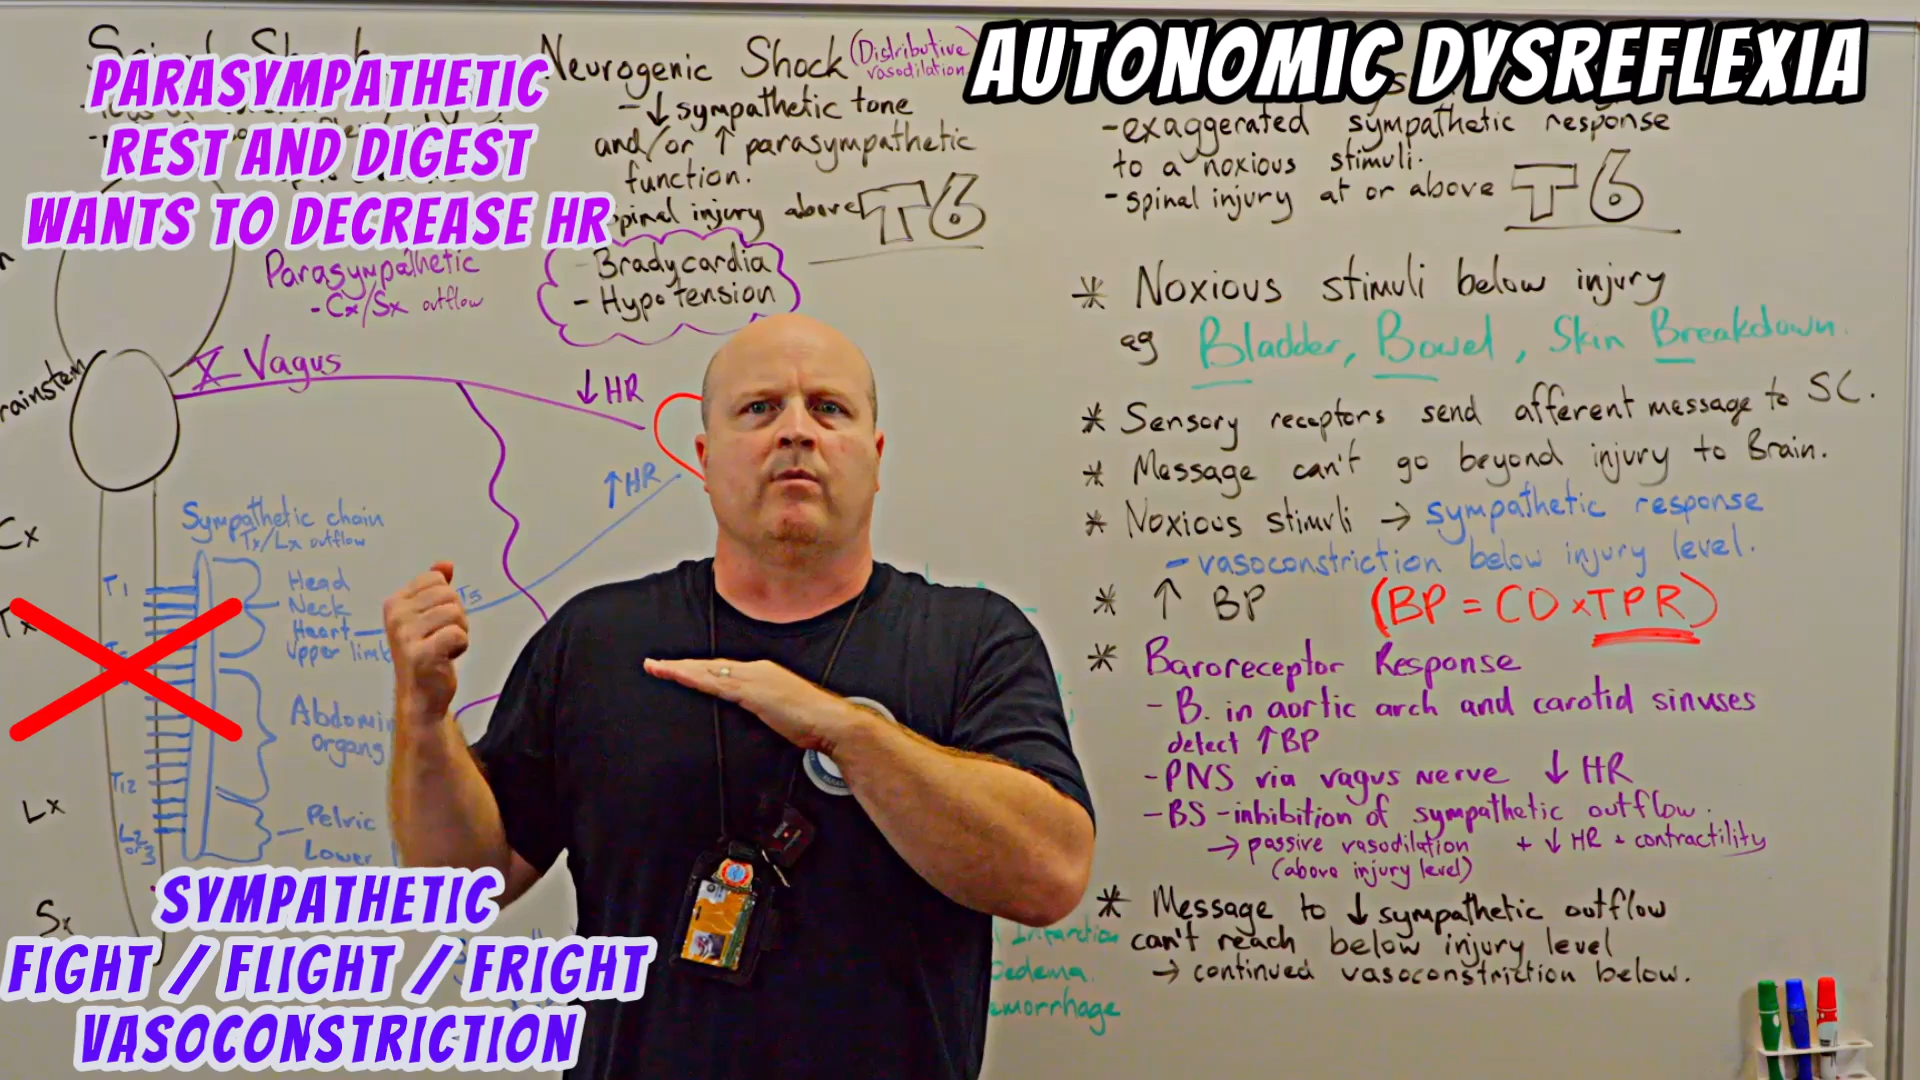 AUTONOMIC DYSREFLEXIA
PARASYMPATHETIC
REST AND DIGEST
WANTS TO DECREASE HR
Neurogenic Shock (Distributive
vasodilation
- ↓ sympathetic tone
and/or ↑ parasympathetic
function.
spinal injury above T6
- Bradycardia
- Hypotension
Parasympathetic
- Cx/Sx outflow
X Vagus
↓ HR
↑ HR
T5
Cx
Tx
Lx
Sx
Sympathetic chain
Tx/Lx outflow
T1
T12
L2
or 3
Head
Neck
Heart
Upper limb
Abdomin
organs
Pelvic
Lower
SYMPATHETIC
FIGHT / FLIGHT / FRIGHT
VASOCONSTRICTION
- exaggerated sympathetic response
to a noxious stimuli.
- spinal injury at or above T6
* Noxious stimuli below injury
eg Bladder, Bowel, Skin Breakdown.
* Sensory receptors send afferent message to SC.
* Message can't go beyond injury to Brain.
* Noxious stimuli → sympathetic response
- vasoconstriction below injury level.
* ↑ BP (BP = CO x TPR)
* Baroreceptor Response
- B. in aortic arch and carotid sinuses
detect ↑BP
- PNS via vagus nerve ↓ HR
- BS - inhibition of sympathetic outflow.
→ passive vasodilation + ↓ HR + contractility
(above injury level)
* Message to ↓ sympathetic outflow
can't reach below injury level
→ continued vasoconstriction below.
Infarction
Oedema.
emorrhage